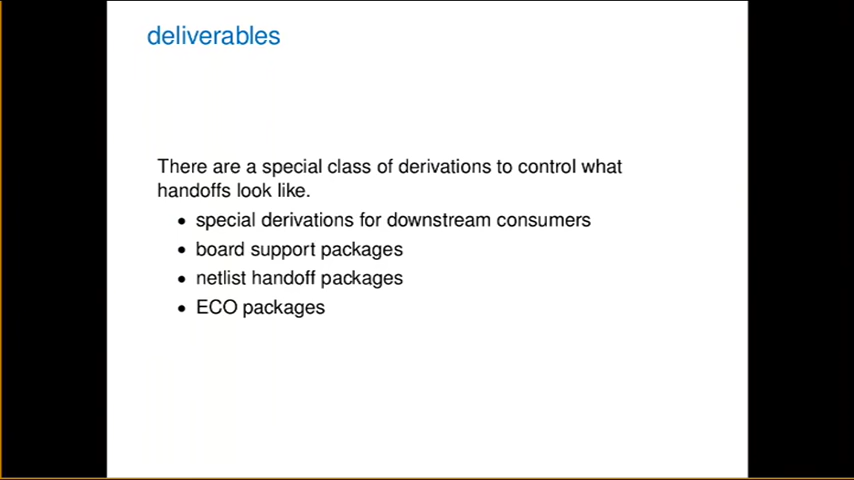 deliverables
There are a special class of derivations to control what
handoffs look like.
• special derivations for downstream consumers
• board support packages
• netlist handoff packages
• ECO packages